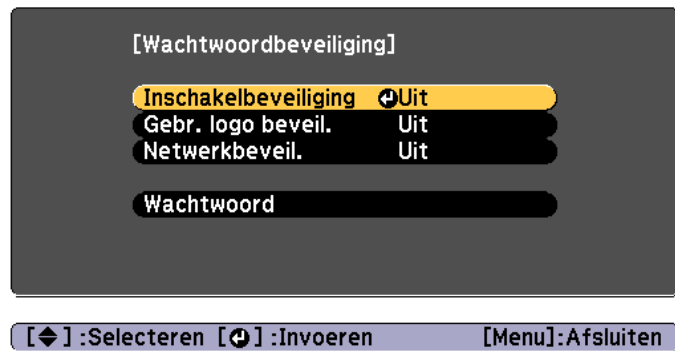 [Wachtwoordbeveiliging]
Inschakelbeveiliging Uit
Gebr. logo beveil. Uit
Netwerkbeveil. Uit
Wachtwoord
[ ] :Selecteren [ ] :Invoeren [Menu]:Afsluiten